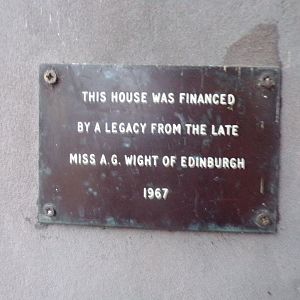 THIS HOUSE WAS FINANCED
BY A LEGACY FROM THE LATE
MISS A.G. WIGHT OF EDINBURGH
1967